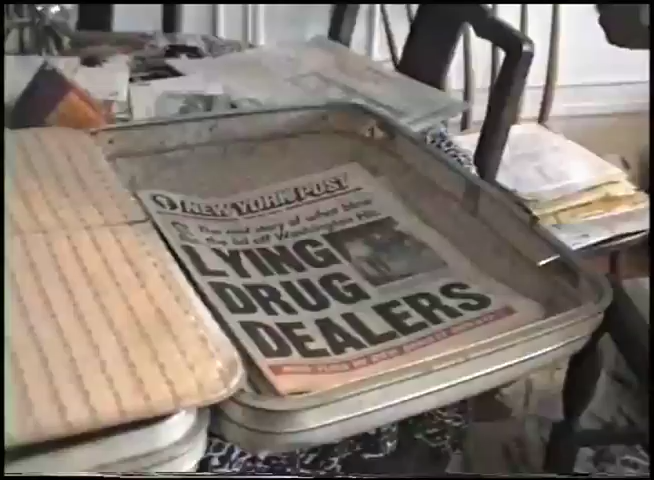 NEW YORK POST
The real story of what blew
the lid off Washington Hts.
LYING
DRUG
DEALERS